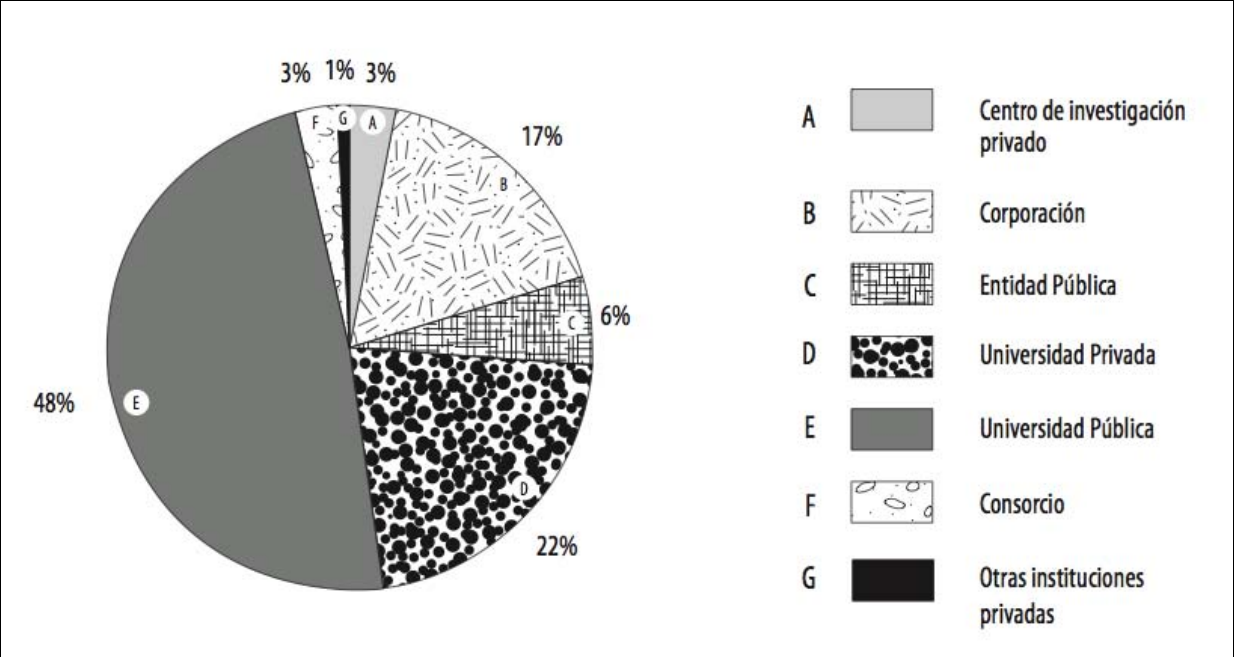 3% 1% 3%
F G A
17%
B
6%
C
48%
E
D
22%
A Centro de investigación
privado
B Corporación
C Entidad Pública
D Universidad Privada
E Universidad Pública
F Consorcio
G Otras instituciones
privadas